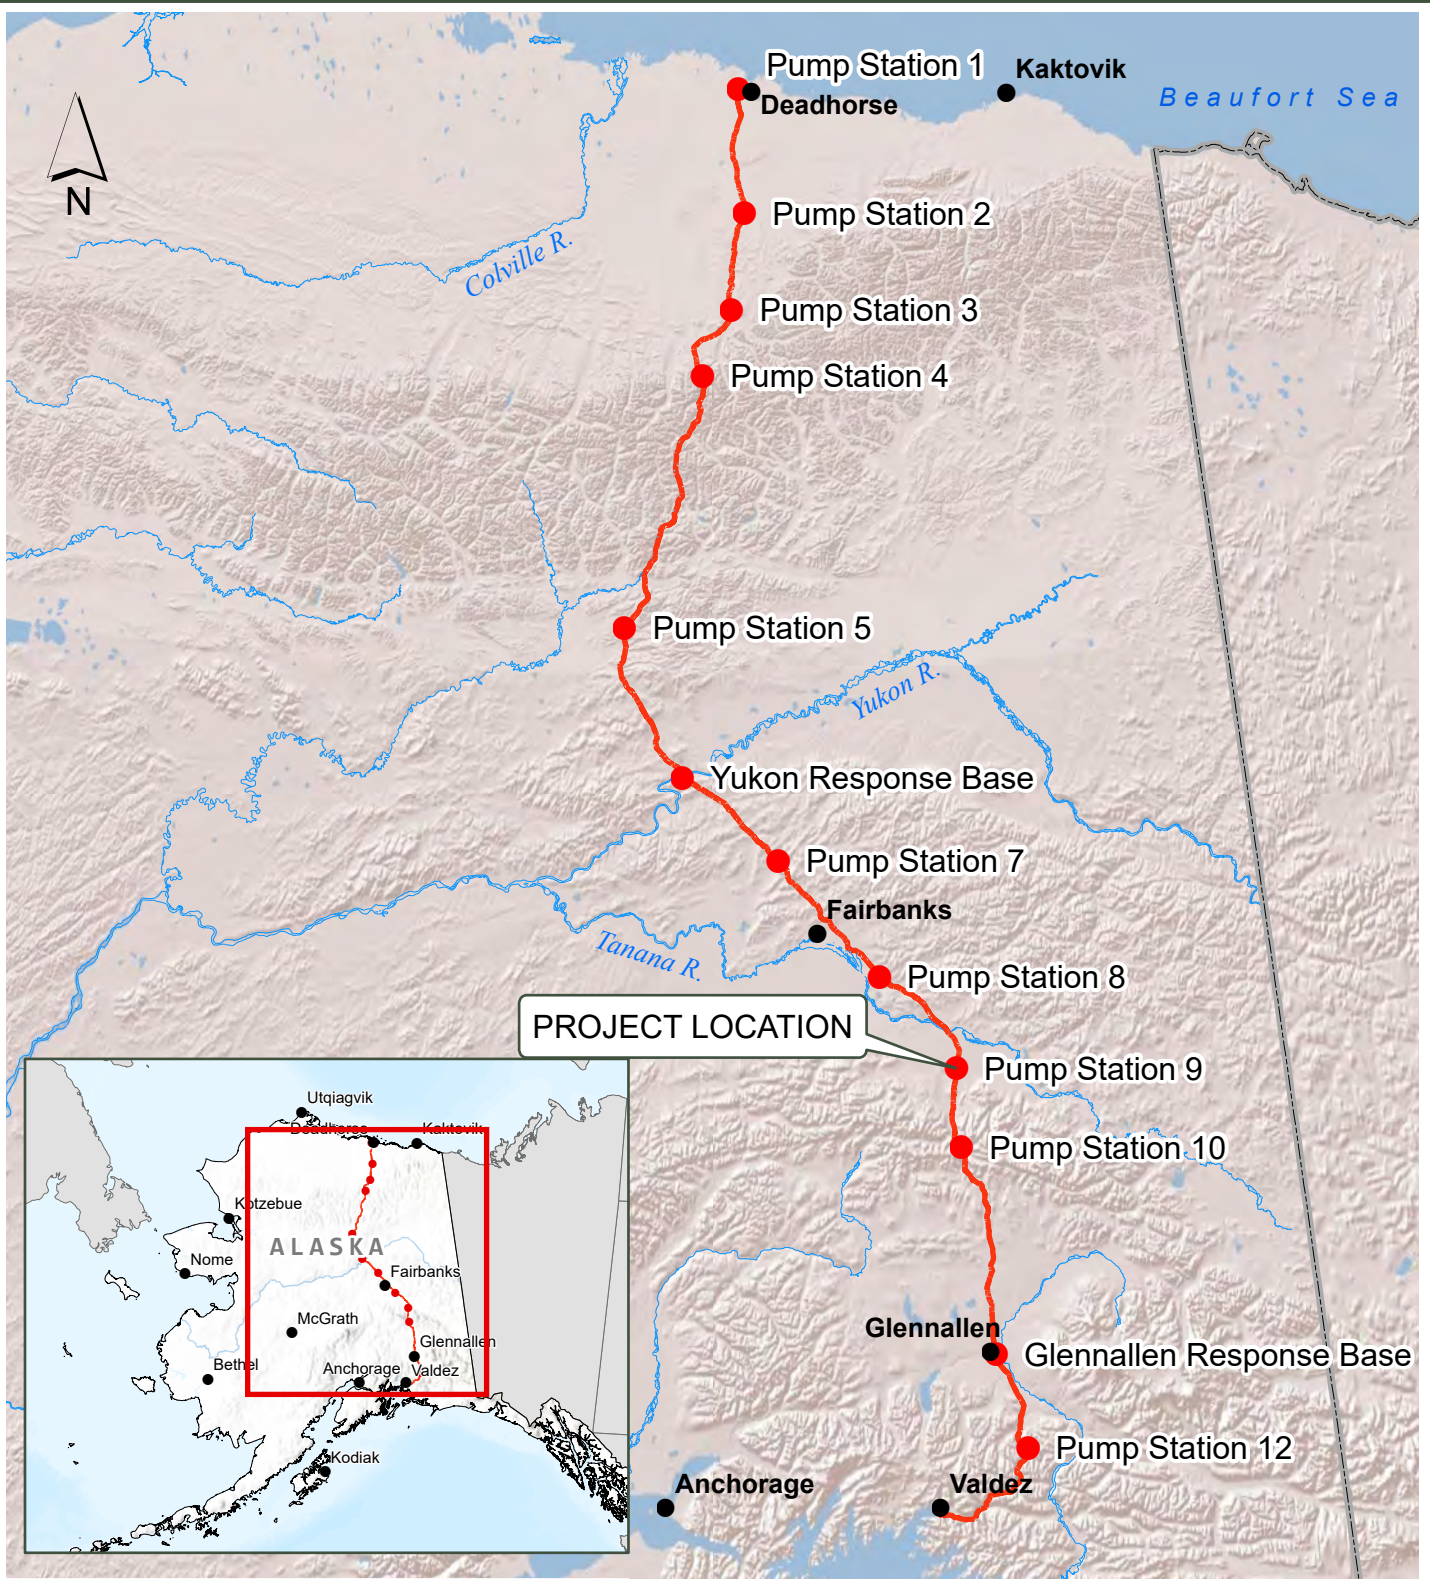 Pump Station 1
Kaktovik
Deadhorse
Beaufort Sea
N
Pump Station 2
Colville R.
Pump Station 3
Pump Station 4
Pump Station 5
Yukon R.
Yukon Response Base
Pump Station 7
Fairbanks
Tanana R.
Pump Station 8
PROJECT LOCATION
Pump Station 9
Pump Station 10
Glennallen
Glennallen Response Base
Pump Station 12
Anchorage
Valdez
Utqiagvik
Deadhorse
Kaktovik
Kotzebue
ALASKA
Nome
Fairbanks
McGrath
Glennallen
Bethel
Anchorage
Valdez
Kodiak